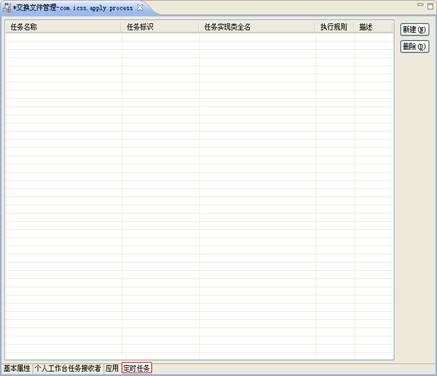 *交换文件管理-com.icss.apply.process
任务名称 任务标识 任务实现类全名 执行规则 描述
新建(N)
删除(D)
基本属性 个人工作台任务接收者 应用 定时任务